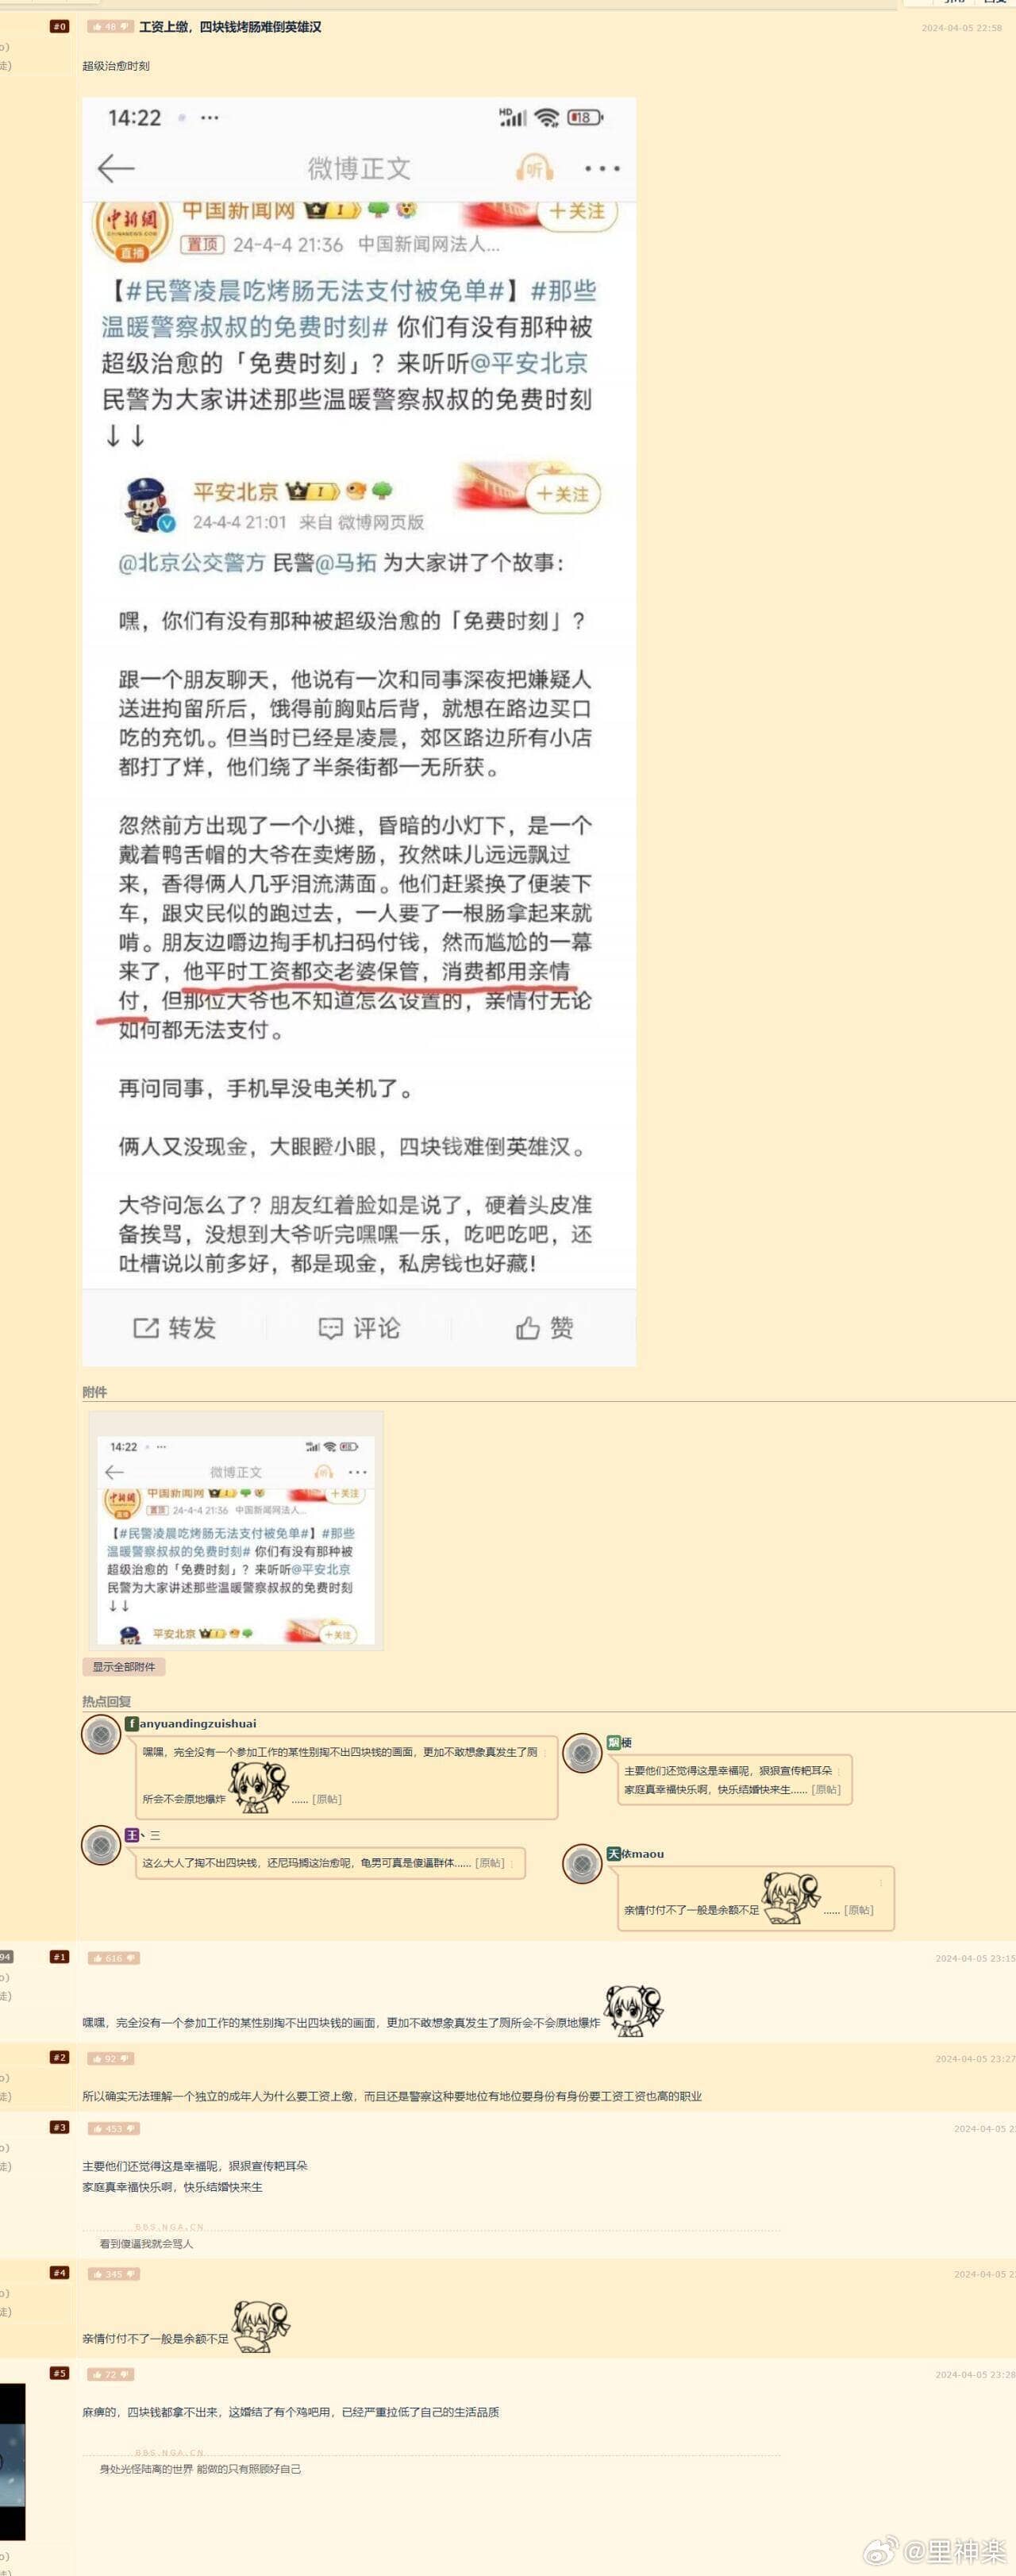 #0 48 工资上缴，四块钱烤肠难倒英雄汉 2024-04-05 22:58
超级治愈时刻
14:22 HD 18
微博正文 听
中国新闻网 I +关注
直播 置顶 24-4-4 21:36 中国新闻网法人...
【#民警凌晨吃烤肠无法支付被免单#】#那些
温暖警察叔叔的免费时刻# 你们有没有那种被
超级治愈的「免费时刻」？来听听@平安北京
民警为大家讲述那些温暖警察叔叔的免费时刻
↓↓
平安北京 I +关注
24-4-4 21:01 来自 微博网页版
@北京公交警方 民警@马拓 为大家讲了个故事：
嘿，你们有没有那种被超级治愈的「免费时刻」？
跟一个朋友聊天，他说有一次和同事深夜把嫌疑人
送进拘留所后，饿得前胸贴后背，就想在路边买口
吃的充饥。但当时已经是凌晨，郊区路边所有小店
都打了烊，他们绕了半条街都一无所获。
忽然前方出现了一个小摊，昏暗的小灯下，是一个
戴着鸭舌帽的大爷在卖烤肠，孜然味儿远远飘过
来，香得俩人几乎泪流满面。他们赶紧换了便装下
车，跟灾民似的跑过去，一人要了一根肠拿起来就
啃。朋友边嚼边掏手机扫码付钱，然而尴尬的一幕
来了，他平时工资都交老婆保管，消费都用亲情
付，但那位大爷也不知道怎么设置的，亲情付无论
如何都无法支付。
再问同事，手机早没电关机了。
俩人又没现金，大眼瞪小眼，四块钱难倒英雄汉。
大爷问怎么了？朋友红着脸如是说了，硬着头皮准
备挨骂，没想到大爷听完嘿嘿一乐，吃吧吃吧，还
吐槽说以前多好，都是现金，私房钱也好藏！
转发 评论 赞
附件
14:22
微博正文
中国新闻网 +关注
置顶 24-4-4 21:36 中国新闻网法人...
【#民警凌晨吃烤肠无法支付被免单#】#那些
温暖警察叔叔的免费时刻# 你们有没有那种被
超级治愈的「免费时刻」？来听听@平安北京
民警为大家讲述那些温暖警察叔叔的免费时刻
↓↓
平安北京 +关注
显示全部附件
热点回复
fanyuandingzuishuai
嘿嘿，完全没有一个参加工作的某性别掏不出四块钱的画面，更加不敢想象真发生了厕
所会不会原地爆炸 ...... [原帖]
烟梗
主要他们还觉得这是幸福呢，狠狠宣传耙耳朵
家庭真幸福快乐啊，快乐结婚快来生...... [原帖]
王、三
这么大人了掏不出四块钱，还尼玛搁这治愈呢，龟男可真是傻逼群体...... [原帖]
天依maou
亲情付付不了一般是余额不足 ...... [原帖]
94 #1 616 2024-04-05 23:15
嘿嘿，完全没有一个参加工作的某性别掏不出四块钱的画面，更加不敢想象真发生了厕所会不会原地爆炸
#2 92 2024-04-05 23:27
所以确实无法理解一个独立的成年人为什么要工资上缴，而且还是警察这种要地位有地位要身份有身份要工资工资也高的职业
#3 453 2024-04-05 2
主要他们还觉得这是幸福呢，狠狠宣传耙耳朵
家庭真幸福快乐啊，快乐结婚快来生
BBS.NGA.CN
看到傻逼我就会骂人
#4 345 2024-04-05 2
亲情付付不了一般是余额不足
#5 72 2024-04-05 23:28
麻痹的，四块钱都拿不出来，这婚结了有个鸡吧用，已经严重拉低了自己的生活品质
BBS.NGA.CN
身处光怪陆离的世界 能做的只有照顾好自己
@里神楽